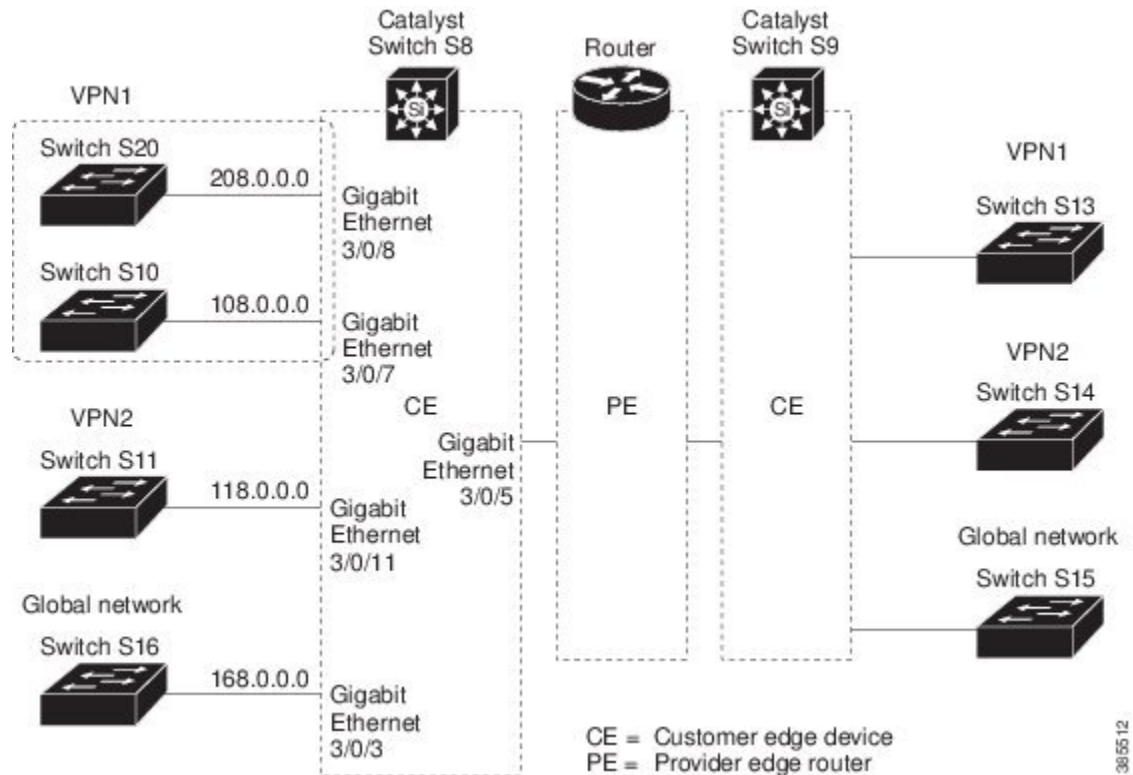 Catalyst
Switch S8
Router
Catalyst
Switch S9
Si
Si
VPN1
Switch S20
208.0.0.0
Gigabit
Ethernet
3/0/8
Switch S10
108.0.0.0
Gigabit
Ethernet
3/0/7
VPN2
Switch S11
118.0.0.0
Gigabit
Ethernet
3/0/11
Global network
Switch S16
168.0.0.0
Gigabit
Ethernet
3/0/3
CE
Gigabit
Ethernet
3/0/5
PE
CE
VPN1
Switch S13
VPN2
Switch S14
Global network
Switch S15
CE = Customer edge device
PE = Provider edge router
385512